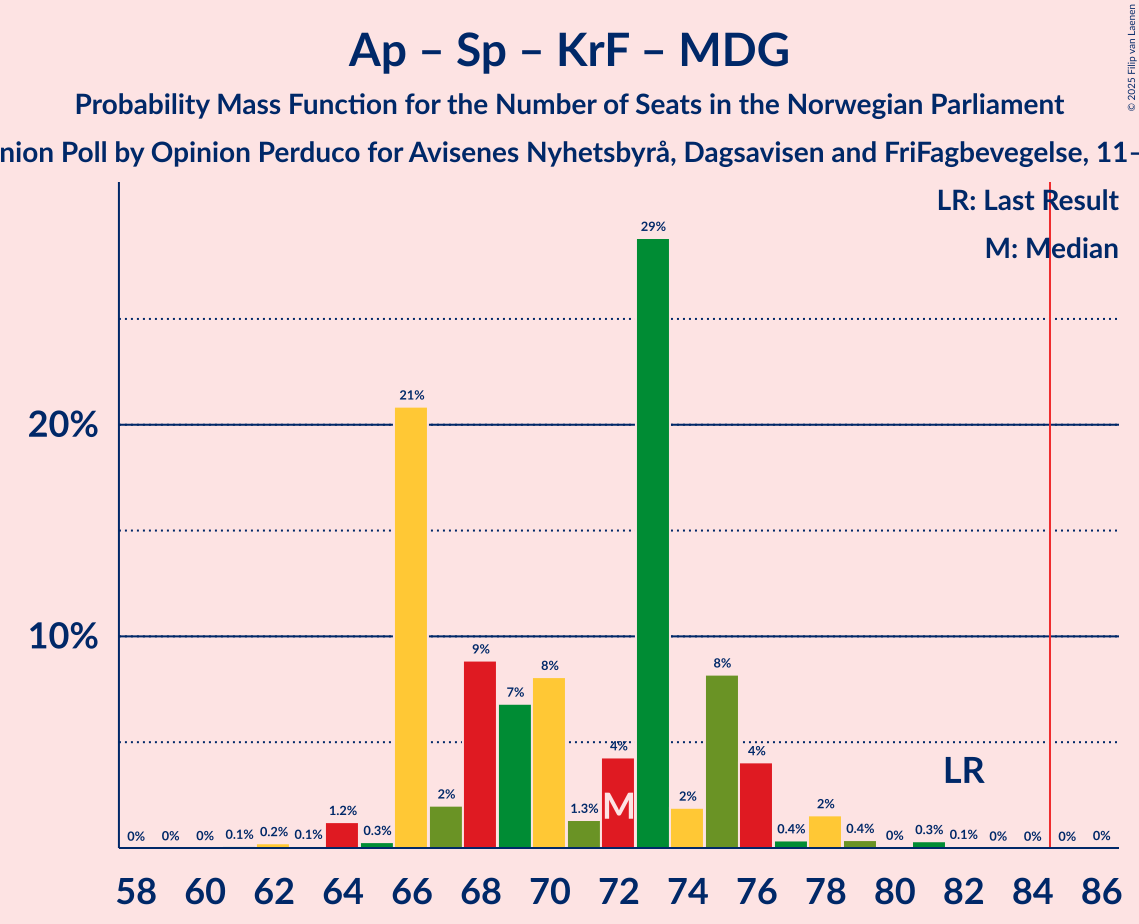 Ap – Sp – KrF – MDG
Probability Mass Function for the Number of Seats in the Norwegian Parliament
nion Poll by Opinion Perduco for Avisenes Nyhetsbyrå, Dagsavisen and FriFagbevegelse, 11–
© 2025 Filip van Laenen
LR: Last Result
M: Median
29%
21%
20%
10%
9%
8%
8%
7%
4%
4%
LR
2%
2%
2%
M
1.3%
1.2%
0% 0% 0% 0.1% 0.2% 0.1% 0.3% 0.4% 0.4% 0% 0.3% 0.1% 0% 0% 0% 0%
58 60 62 64 66 68 70 72 74 76 78 80 82 84 86